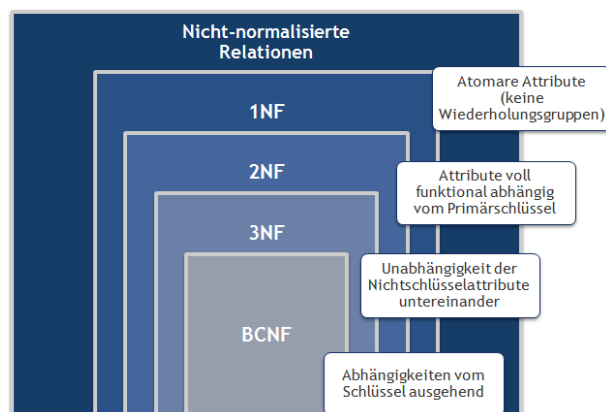 Nicht-normalisierte
Relationen
Atomare Attribute
(keine
Wiederholungsgruppen)
1NF
2NF
Attribute voll
funktional abhängig
vom Primärschlüssel
3NF
Unabhängigkeit der
Nichtschlüsselattribute
untereinander
BCNF
Abhängigkeiten vom
Schlüssel ausgehend